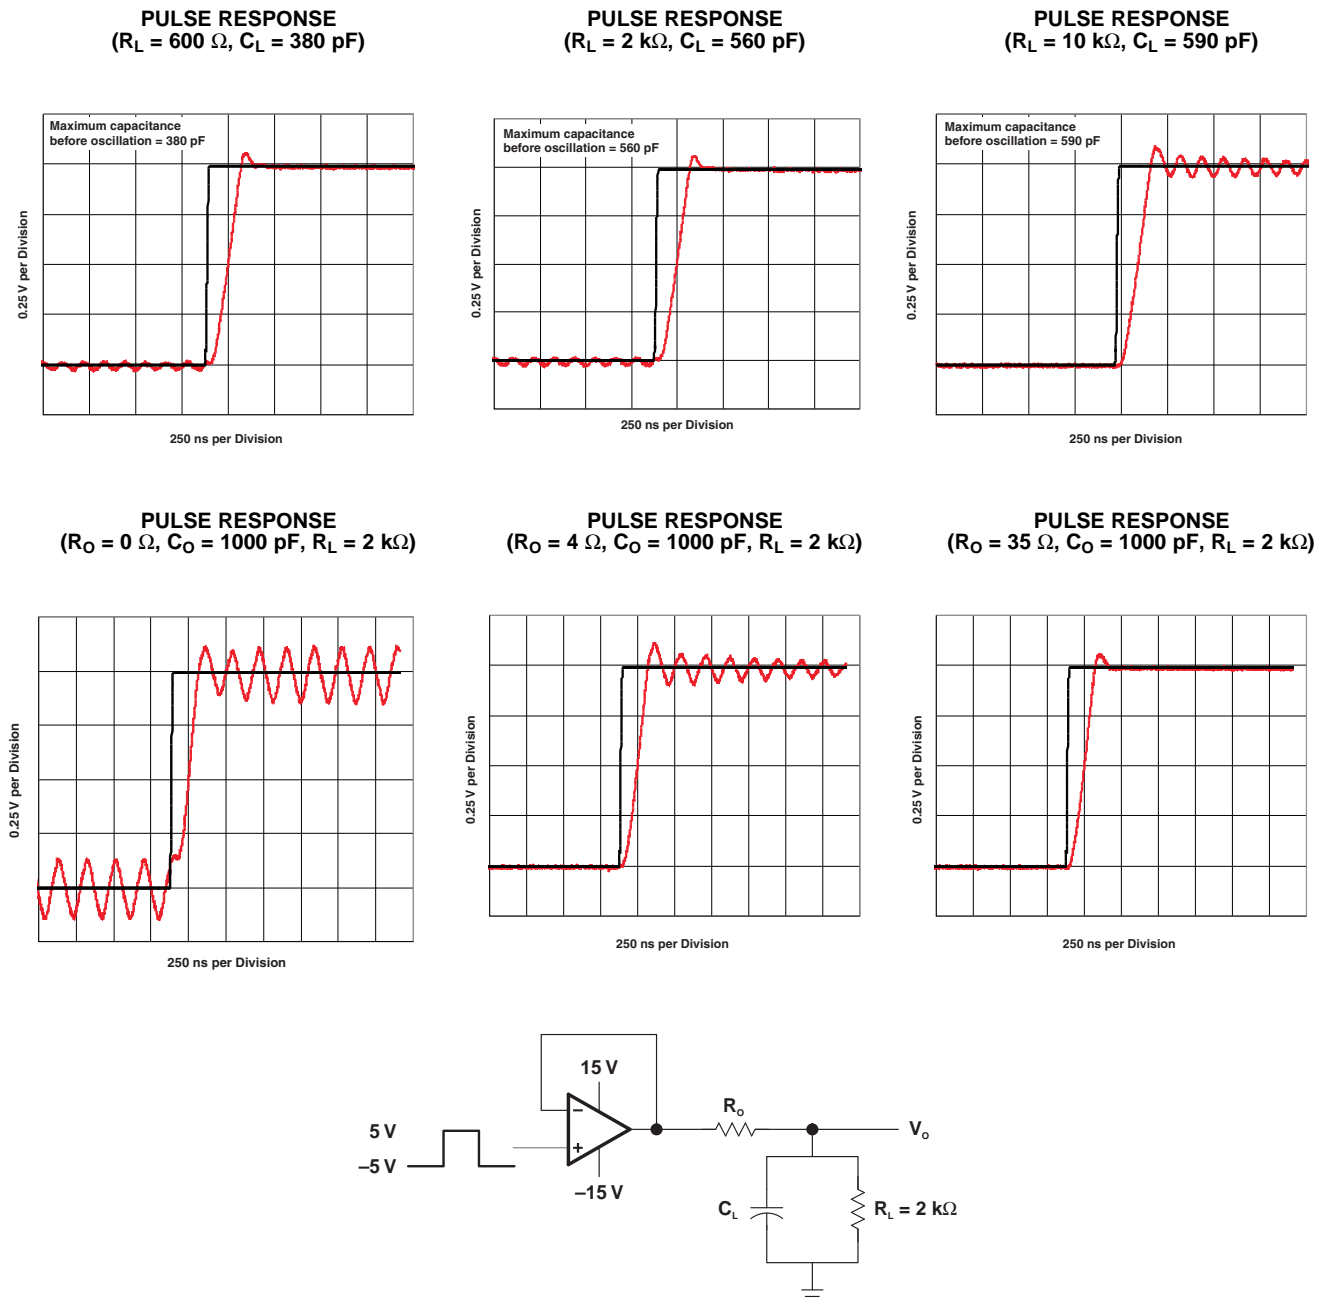 PULSE RESPONSE
(RL = 600 Ω, CL = 380 pF)
Maximum capacitance
before oscillation = 380 pF
0.25 V per Division
250 ns per Division
PULSE RESPONSE
(RL = 2 kΩ, CL = 560 pF)
Maximum capacitance
before oscillation = 560 pF
0.25 V per Division
250 ns per Division
PULSE RESPONSE
(RL = 10 kΩ, CL = 590 pF)
Maximum capacitance
before oscillation = 590 pF
0.25 V per Division
250 ns per Division
PULSE RESPONSE
(RO = 0 Ω, CO = 1000 pF, RL = 2 kΩ)
0.25 V per Division
250 ns per Division
PULSE RESPONSE
(RO = 4 Ω, CO = 1000 pF, RL = 2 kΩ)
0.25 V per Division
250 ns per Division
PULSE RESPONSE
(RO = 35 Ω, CO = 1000 pF, RL = 2 kΩ)
0.25 V per Division
250 ns per Division
15 V
–
Ro
5 V
Vo
+
–5 V
–15 V
CL
RL = 2 kΩ